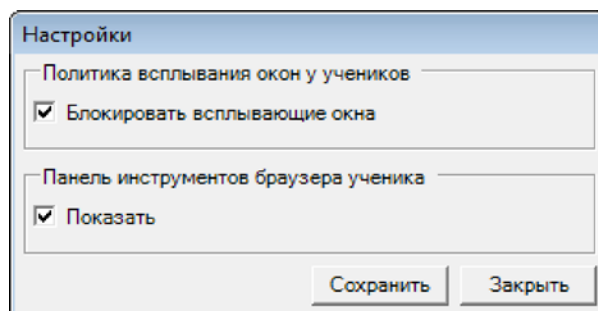 Настройки
Политика всплывания окон у учеников
Блокировать всплывающие окна
Панель инструментов браузера ученика
Показать
Сохранить Закрыть